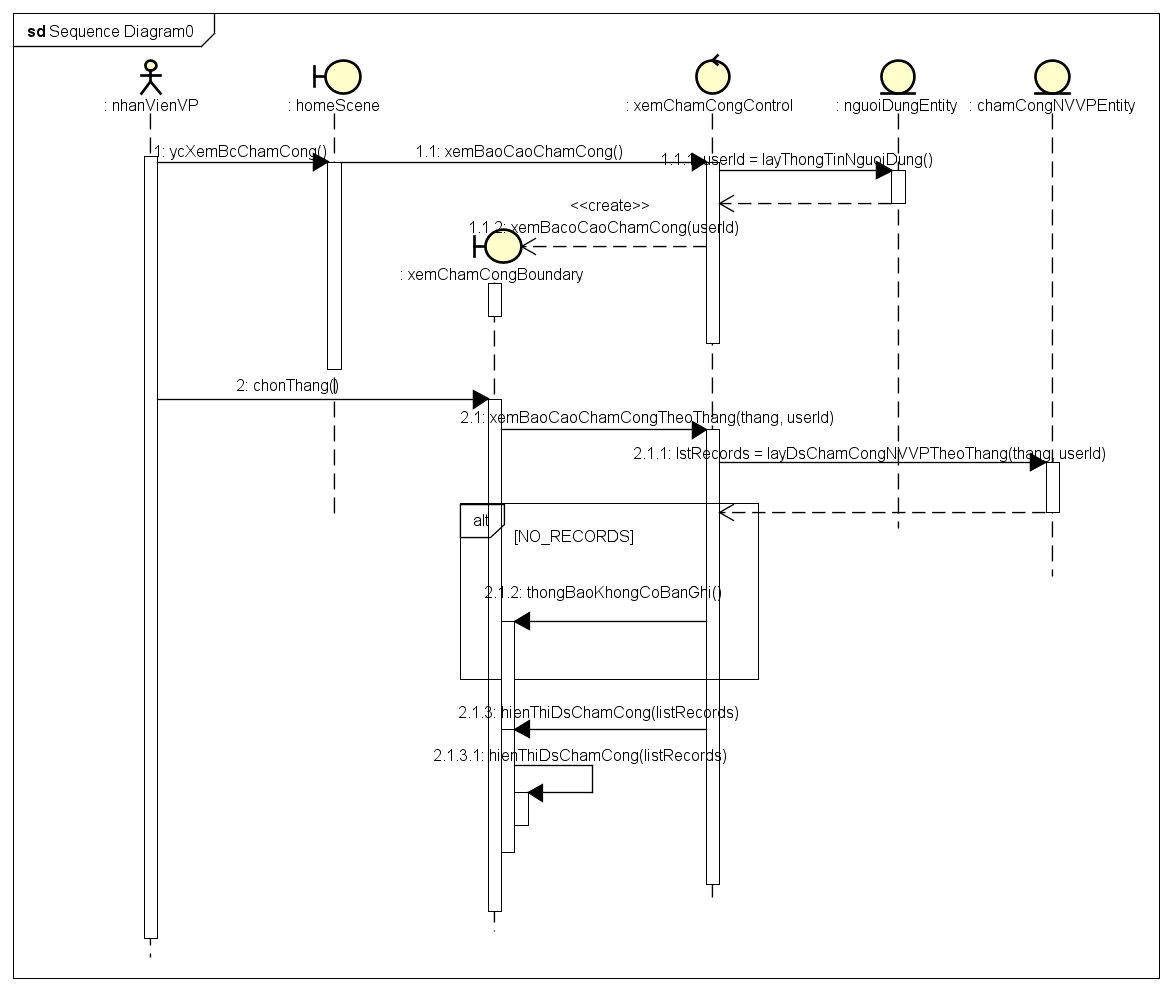 sd Sequence Diagram0
: nhanVienVP
: homeScene
: xemChamCongControl
: nguoiDungEntity
: chamCongNVVPEntity
1: ycXemBcChamCong()
1.1: xemBaoCaoChamCong()
1.1.1: userId = layThongTinNguoiDung()
<<create>>
1.1.2: xemBacoCaoChamCong(userId)
: xemChamCongBoundary
2: chonThang()
2.1: xemBaoCaoChamCongTheoThang(thang, userId)
2.1.1: lstRecords = layDsChamCongNVVPTheoThang(thang, userId)
alt
[NO_RECORDS]
2.1.2: thongBaoKhongCoBanGhi()
2.1.3: hienThiDsChamCong(listRecords)
2.1.3.1: hienThiDsChamCong(listRecords)